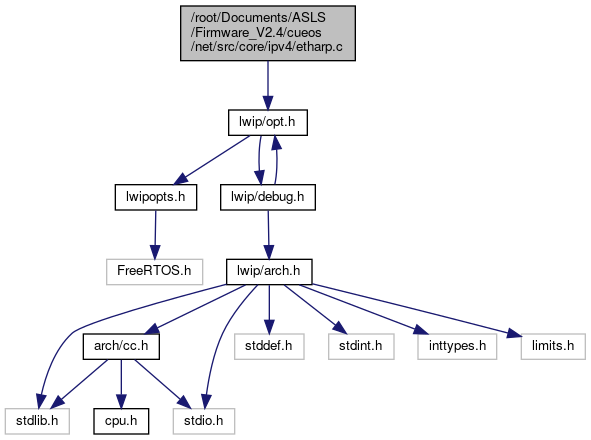 /root/Documents/ASLS
/Firmware_V2.4/cueos
/net/src/core/ipv4/etharp.c
lwip/opt.h
lwipopts.h
lwip/debug.h
FreeRTOS.h
lwip/arch.h
arch/cc.h
stddef.h
stdint.h
inttypes.h
limits.h
stdlib.h
cpu.h
stdio.h